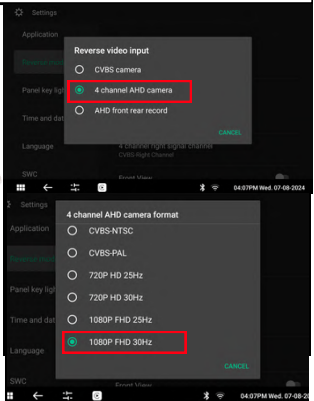 Settings
Application
Reverse video input
CVBS camera
4 channel AHD camera
AHD front rear record
CANCEL
Panel key ligh
Time and dat
Language
4 channel right signal channel
CVBS-Right Channel
SWC
Front View
04:07PM Wed. 07-08-2024
Settings
4 channel AHD camera format
Application
CVBS-NTSC
CVBS-PAL
720P HD 25Hz
Panel key ligh
720P HD 30Hz
Time and dat
1080P FHD 25Hz
1080P FHD 30Hz
Language
CANCEL
SWC
Front View
04:07PM Wed. 07-08-20